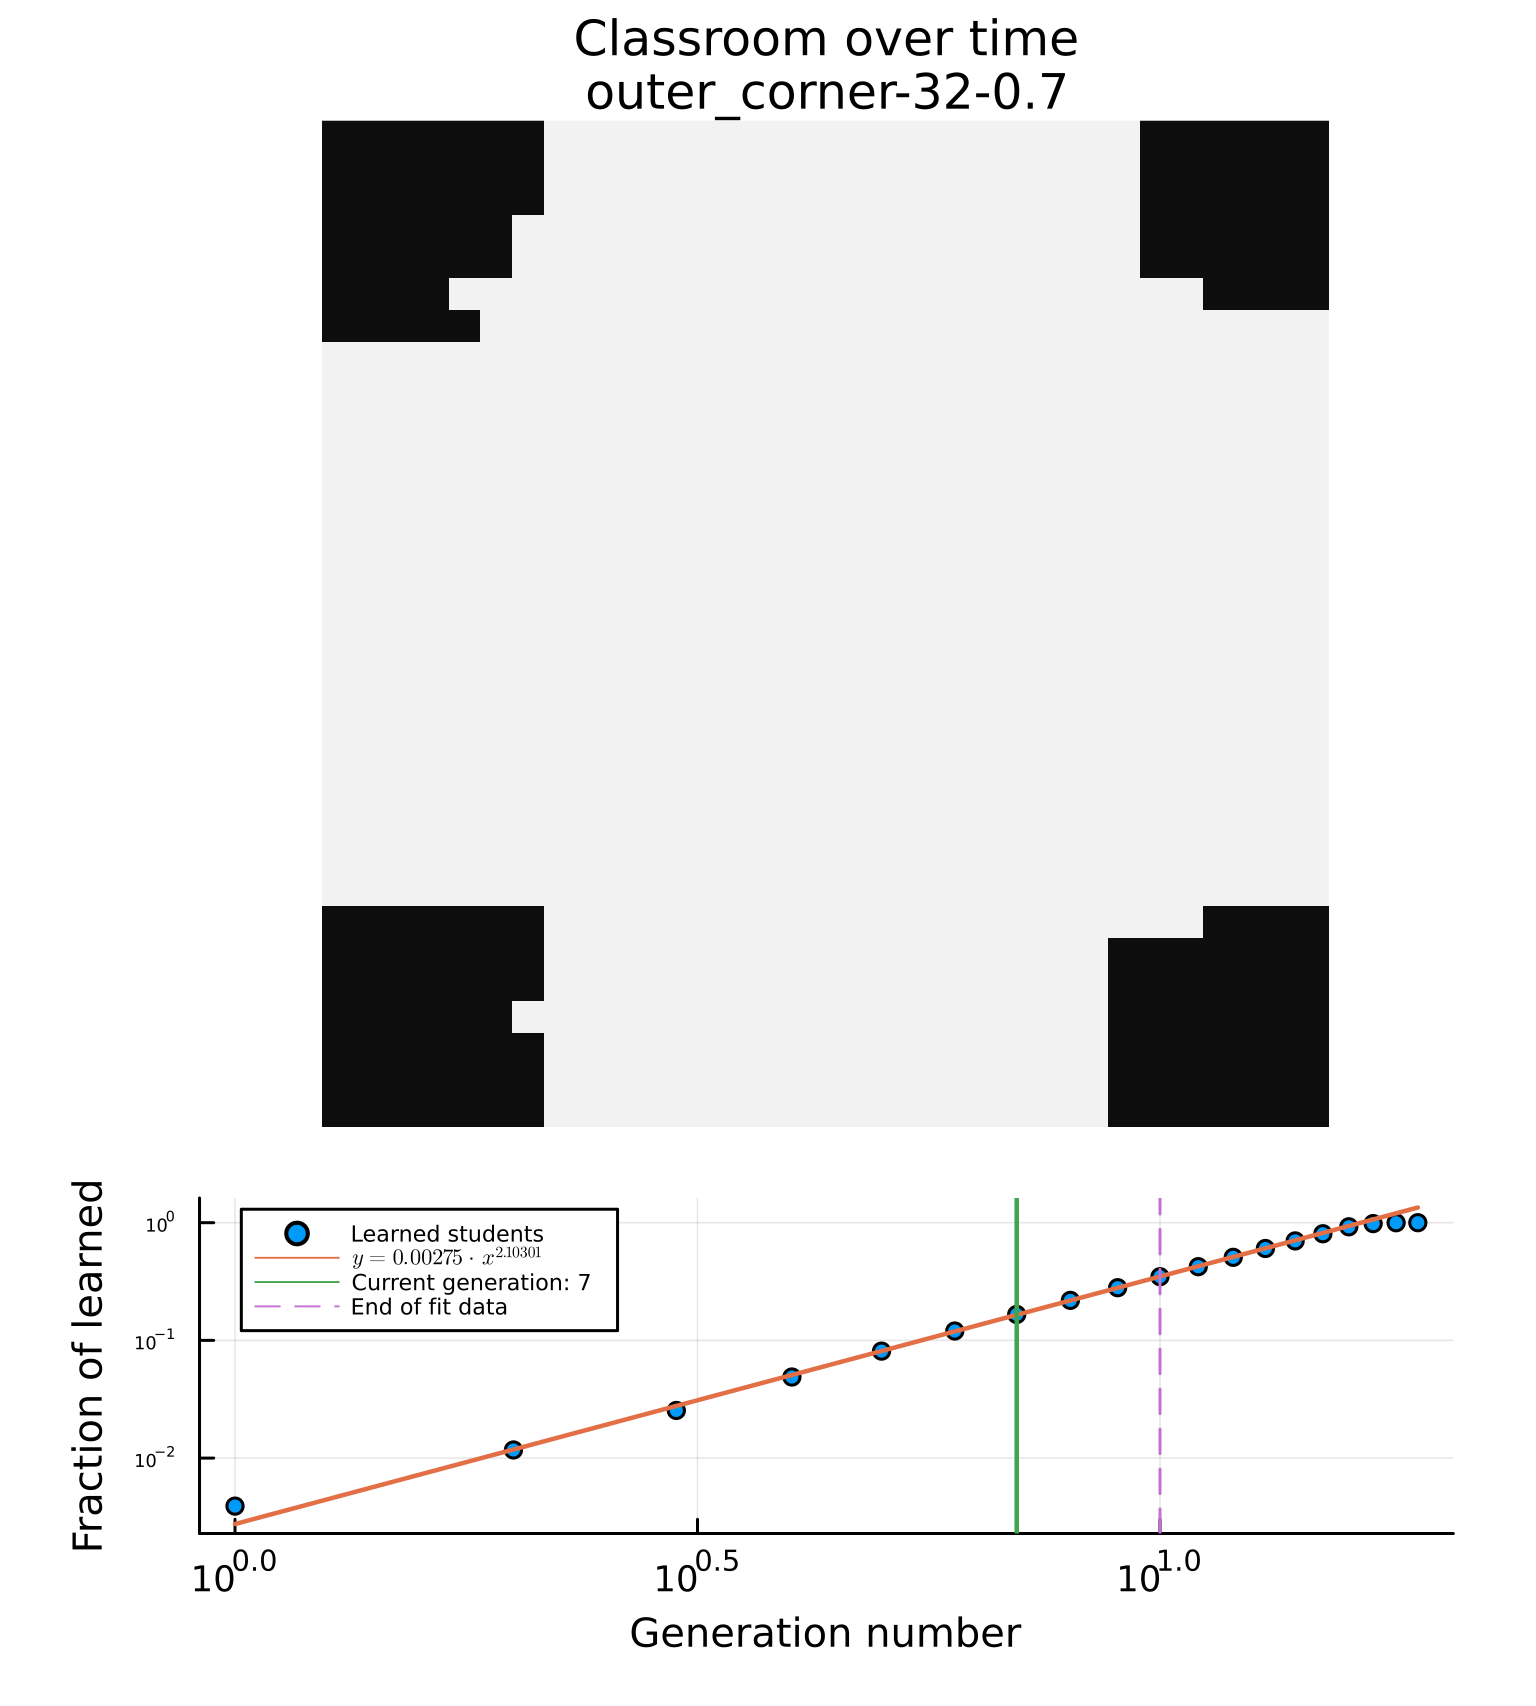 Classroom over time
outer_corner-32-0.7
Fraction of learned
10^0
10^−1
10^−2
Learned students
y = 0.00275 · x^2.10301
Current generation: 7
End of fit data
10^0.0 10^0.5 10^1.0
Generation number